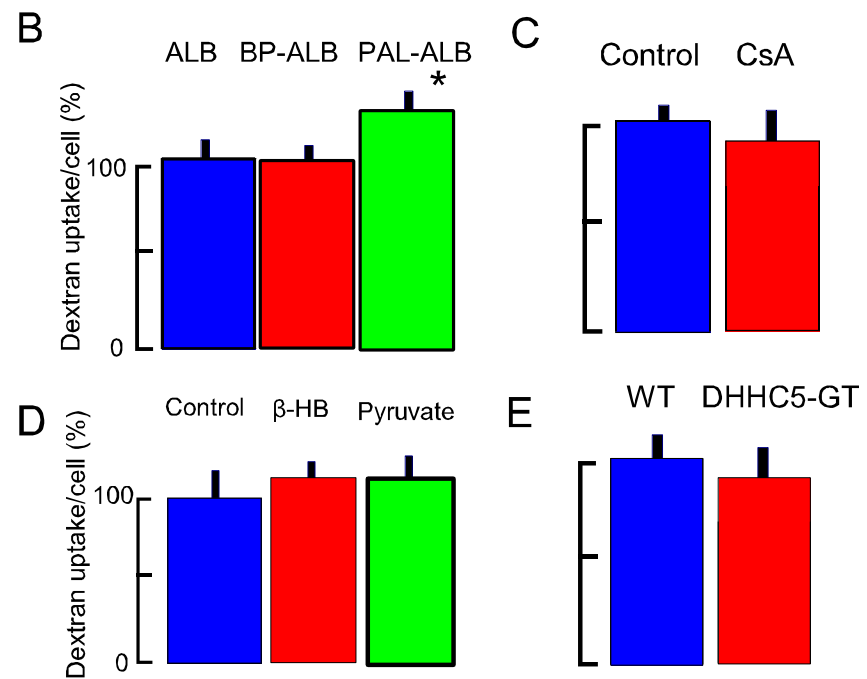 B
ALB BP-ALB PAL-ALB
*
Dextran uptake/cell (%)
100
0
C
Control CsA
D
Control β-HB Pyruvate
Dextran uptake/cell (%)
100
0
E
WT DHHC5-GT